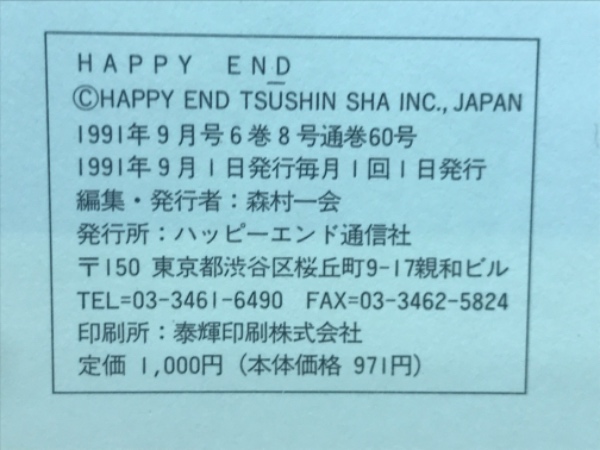 HAPPY END
©HAPPY END TSŪSHIN SHA INC., JAPAN
1991年9月号6巻8号通巻60号
1991年9月1日発行毎月1回1日発行
編集・発行者：森村一会
発行所：ハッピーエンド通信社
〒150 東京都渋谷区桜丘町9-17親和ビル
TEL=03-3461-6490 FAX=03-3462-5824
印刷所：泰輝印刷株式会社
定価 1,000円（本体価格 971円）